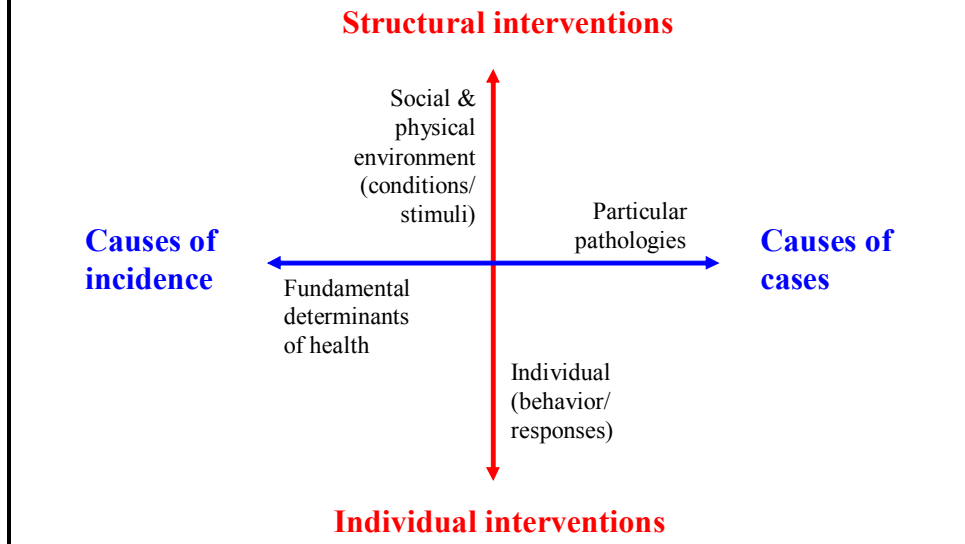 Structural interventions
Social &
physical
environment
(conditions/
stimuli)
Particular
pathologies
Causes of
incidence
Causes of
cases
Fundamental
determinants
of health
Individual
(behavior/
responses)
Individual interventions